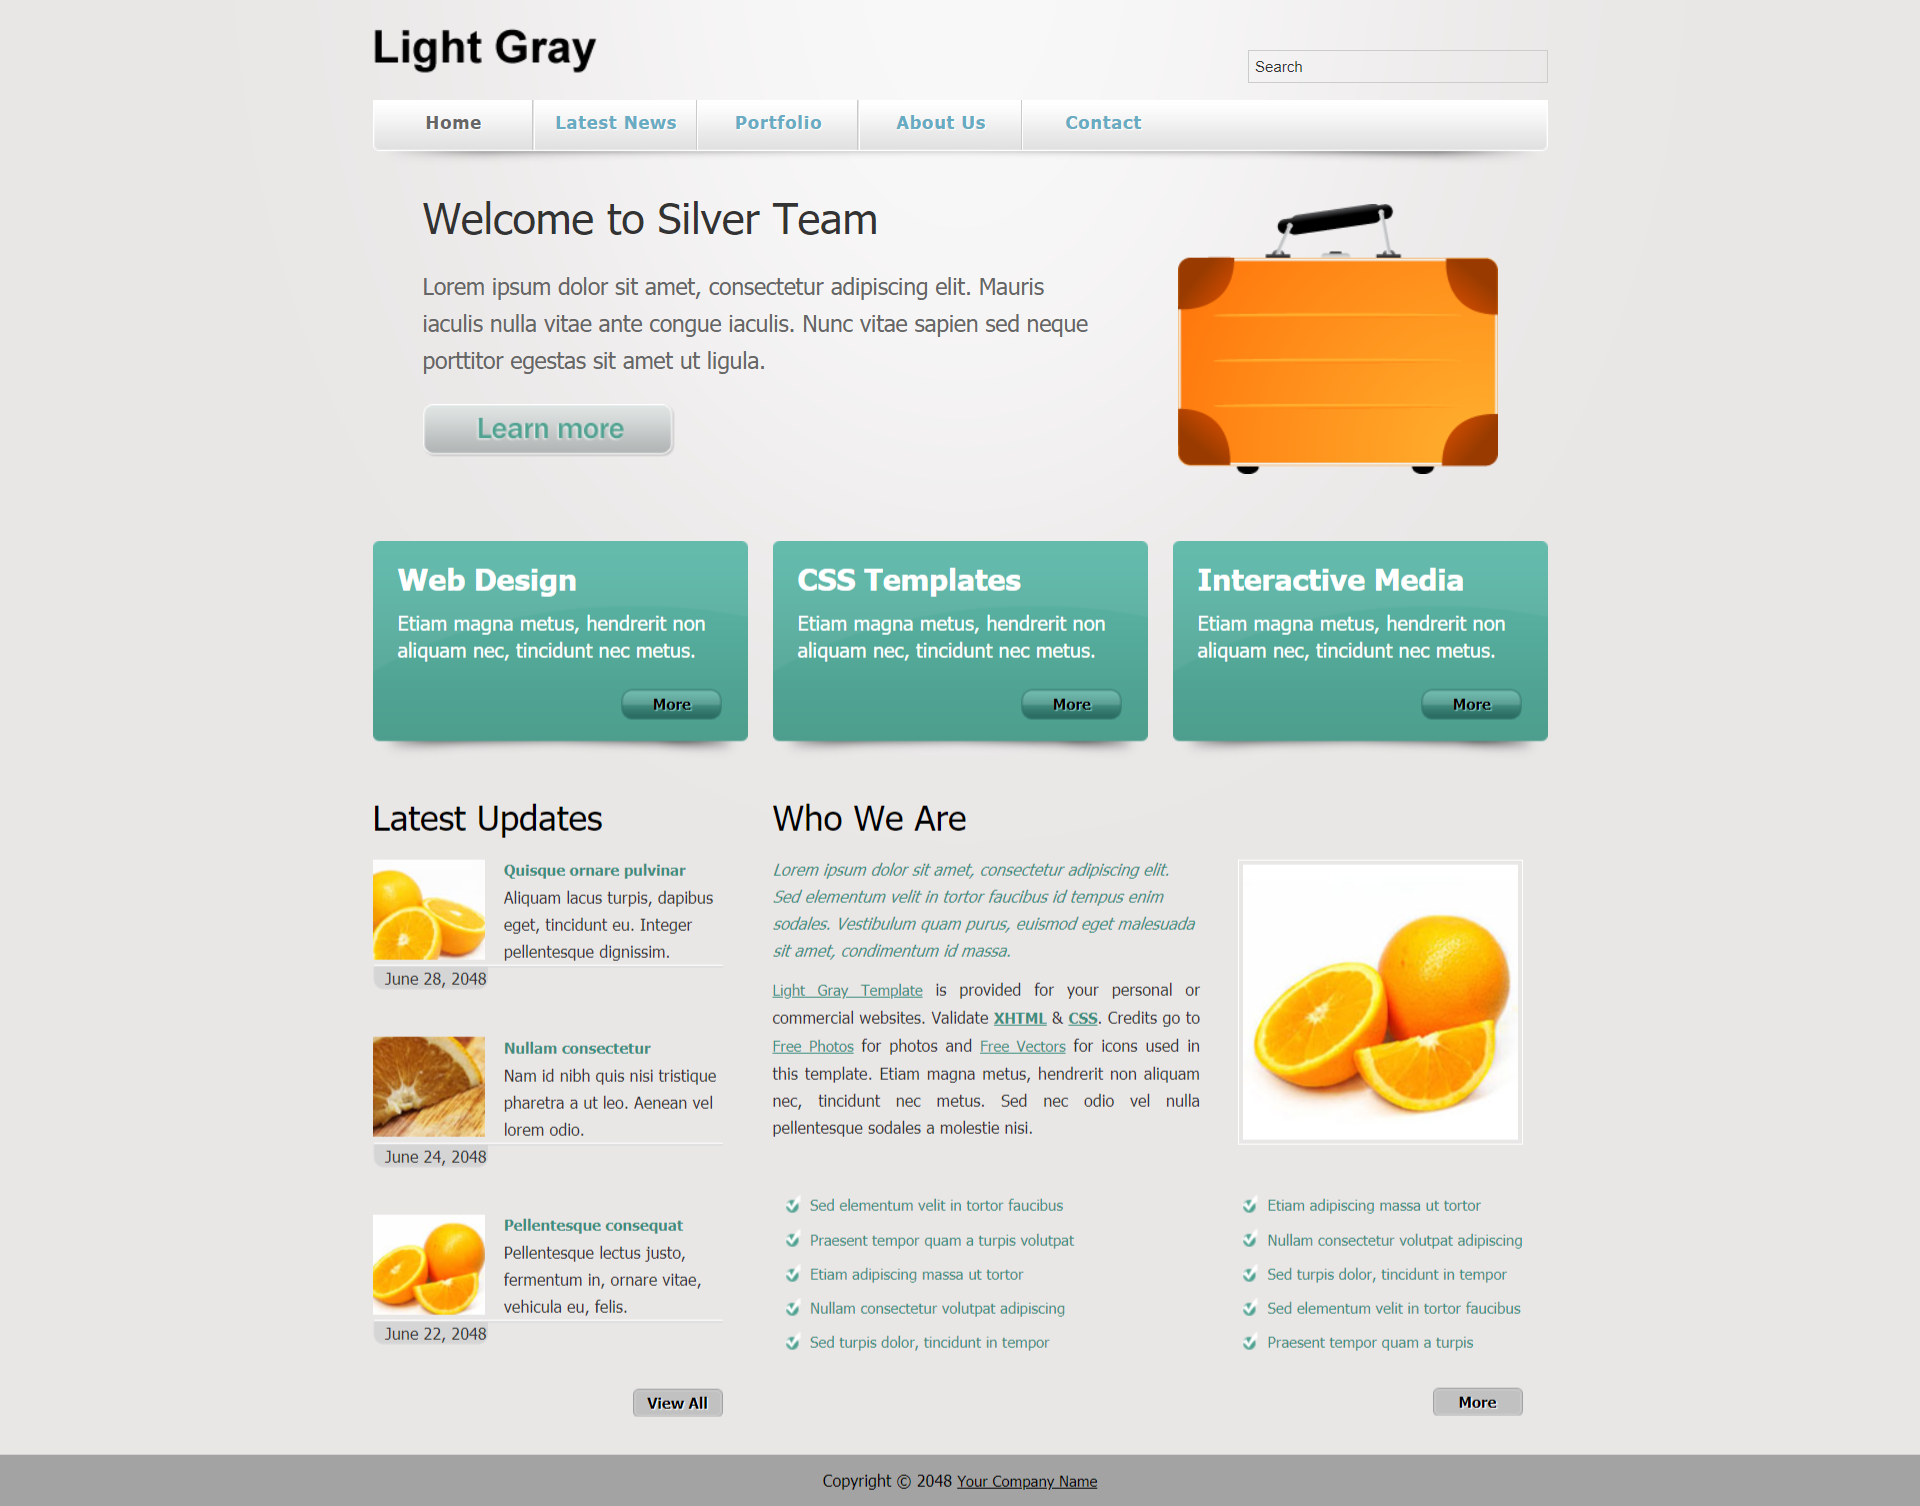 Light Gray
Search
Home
Latest News
Portfolio
About Us
Contact
Welcome to Silver Team
Lorem ipsum dolor sit amet, consectetur adipiscing elit. Mauris
iaculis nulla vitae ante congue iaculis. Nunc vitae sapien sed neque
porttitor egestas sit amet ut ligula.
Learn more
Web Design
Etiam magna metus, hendrerit non
aliquam nec, tincidunt nec metus.
More
CSS Templates
Etiam magna metus, hendrerit non
aliquam nec, tincidunt nec metus.
More
Interactive Media
Etiam magna metus, hendrerit non
aliquam nec, tincidunt nec metus.
More
Latest Updates
Quisque ornare pulvinar
Aliquam lacus turpis, dapibus
eget, tincidunt eu. Integer
pellentesque dignissim.
June 28, 2048
Nullam consectetur
Nam id nibh quis nisi tristique
pharetra a ut leo. Aenean vel
lorem odio.
June 24, 2048
Pellentesque consequat
Pellentesque lectus justo,
fermentum in, ornare vitae,
vehicula eu, felis.
June 22, 2048
View All
Who We Are
Lorem ipsum dolor sit amet, consectetur adipiscing elit.
Sed elementum velit in tortor faucibus id tempus enim
sodales. Vestibulum quam purus, euismod eget malesuada
sit amet, condimentum id massa.
Light Gray Template is provided for your personal or
commercial websites. Validate XHTML & CSS. Credits go to
Free Photos for photos and Free Vectors for icons used in
this template. Etiam magna metus, hendrerit non aliquam
nec, tincidunt nec metus. Sed nec odio vel nulla
pellentesque sodales a molestie nisi.
Sed elementum velit in tortor faucibus
Praesent tempor quam a turpis volutpat
Etiam adipiscing massa ut tortor
Nullam consectetur volutpat adipiscing
Sed turpis dolor, tincidunt in tempor
Etiam adipiscing massa ut tortor
Nullam consectetur volutpat adipiscing
Sed turpis dolor, tincidunt in tempor
Sed elementum velit in tortor faucibus
Praesent tempor quam a turpis
More
Copyright © 2048 Your Company Name